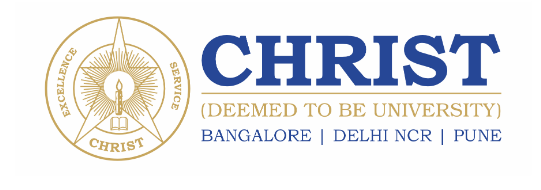 EXCELLENCE
SERVICE
CHRIST
CHRIST
(DEEMED TO BE UNIVERSITY)
BANGALORE | DELHI NCR | PUNE